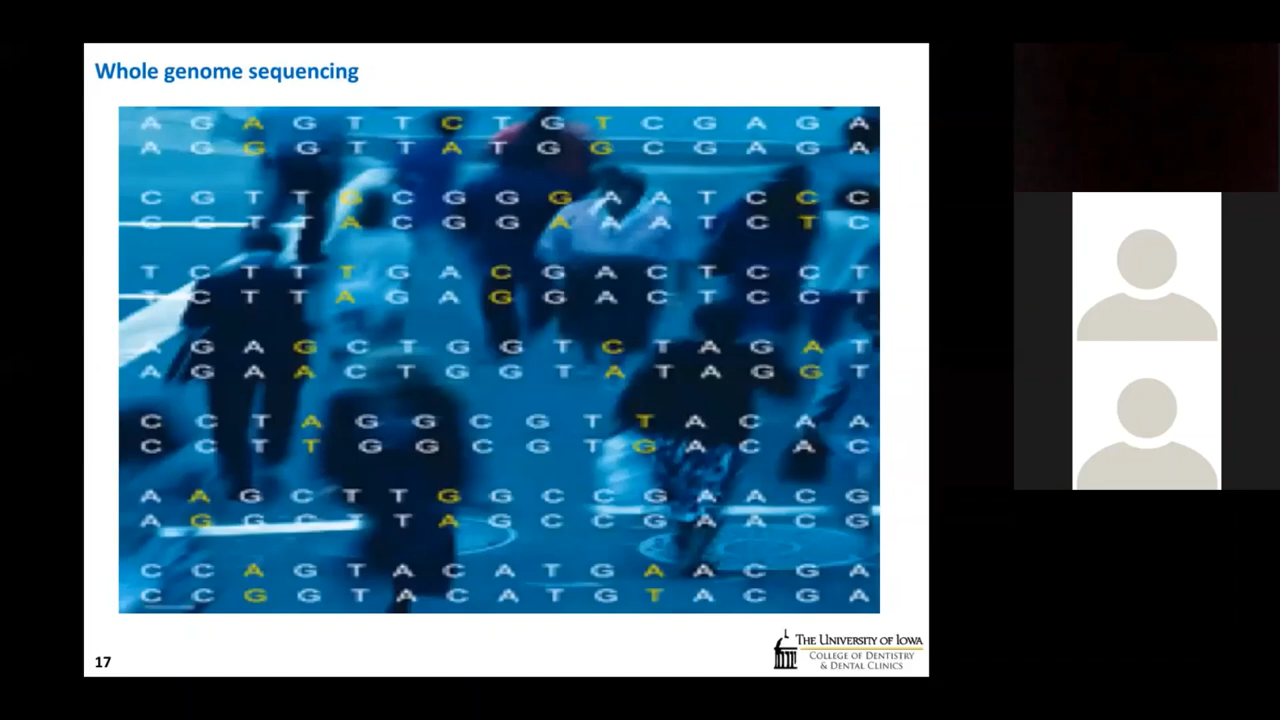 Whole genome sequencing
A G A G T T C T G T C G A G A
A G G G T T A T G G C G A G A
C G T T G C G G G A A T C C C
C C T T A C G G A A A T C T C
T C T T T G A C G A C T C C T
T C T T A G A G G A C T C C T
A G A G C T G G T C T A G A T
A G A A C T G G T A T A G G T
C C T A G G C G T T A C A A
C C T T G G C G T G A C A C
A A G C T T G G C C G A A C G
A G G C T T A G C C G A A C G
C C A G T A C A T G A A C G A
C C G G T A C A T G T A C G A
THE UNIVERSITY OF IOWA
COLLEGE OF DENTISTRY
& DENTAL CLINICS
17